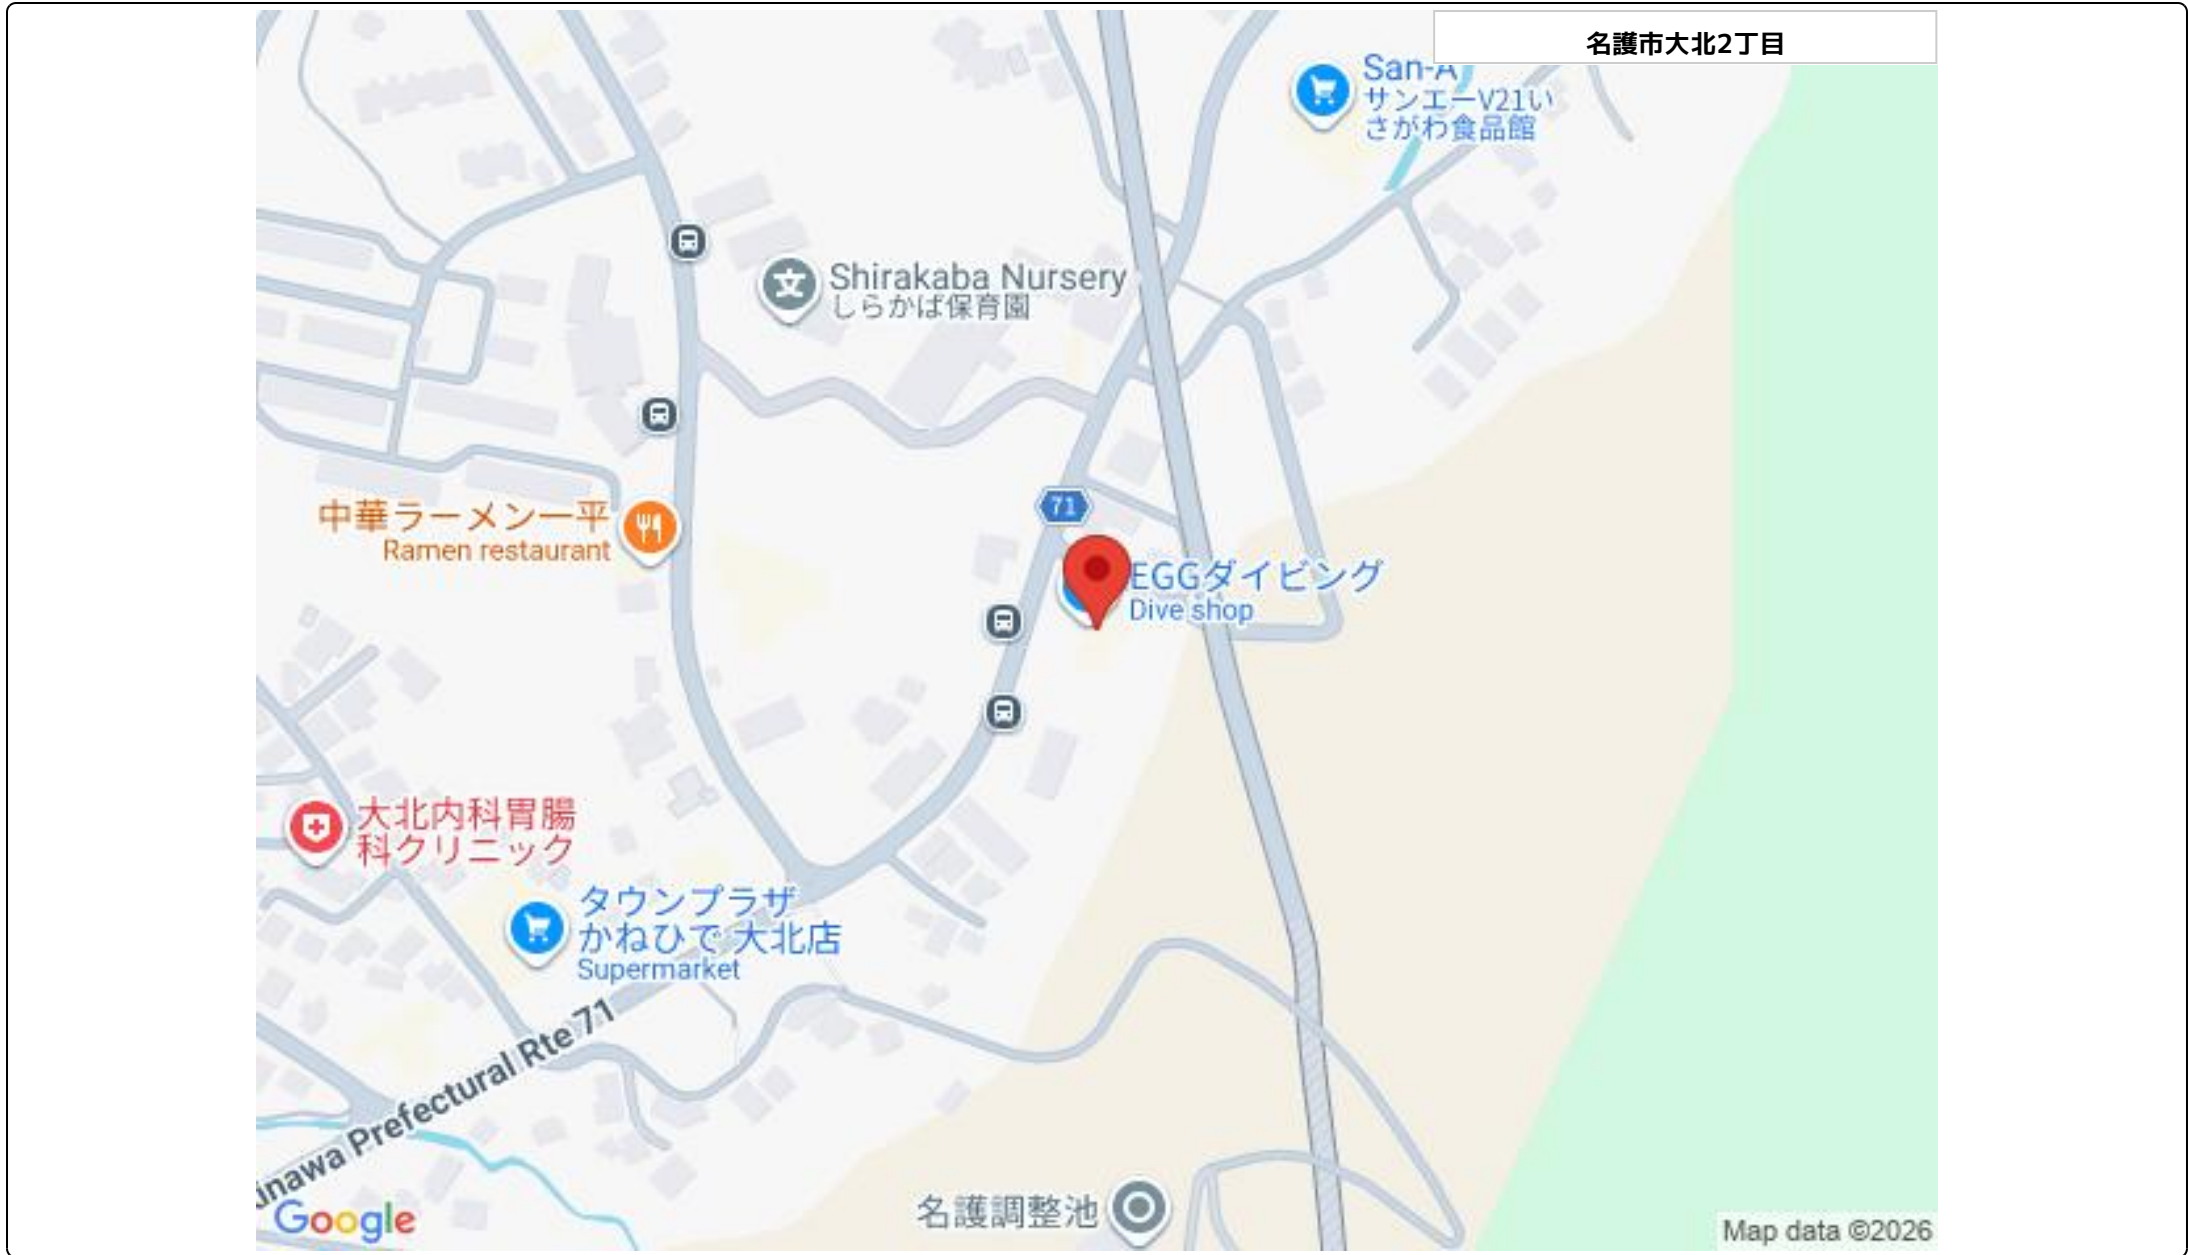 名護市大北2丁目
San-A
サンエーV21い
さがわ食品館
Shirakaba Nursery
しらかば保育園
中華ラーメン一平
Ramen restaurant
71
EGGダイビング
Dive shop
大北内科胃腸
科クリニック
タウンプラザ
かねひで 大北店
Supermarket
inawa Prefectural Rte 71
名護調整池
Google
Map data ©2026